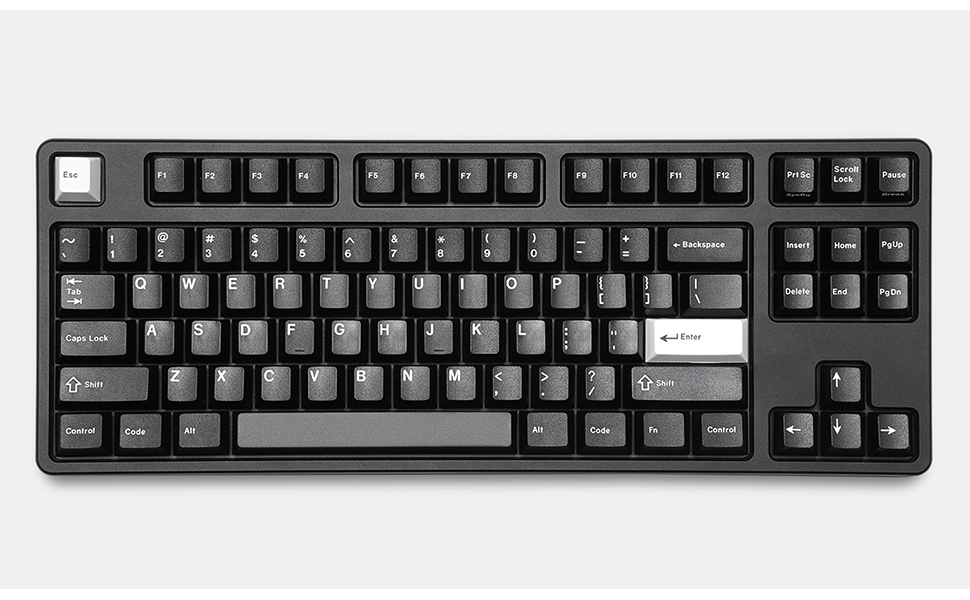 Esc F1 F2 F3 F4 F5 F6 F7 F8 F9 F10 F11 F12 Prt Sc Scroll Lock Pause
SysRq Break
~ ! @ # $ % ^ & * ( ) — + ← Backspace Insert Home PgUp
\ 1 2 3 4 5 6 7 8 9 0 - =
Tab Q W E R T Y U I O P { } | Delete End PgDn
[ ] \
Caps Lock A S D F G H J K L : " Enter
; '
Shift Z X C V B N M < > ? Shift ↑
, . /
Control Code Alt Alt Code Fn Control ← ↓ →